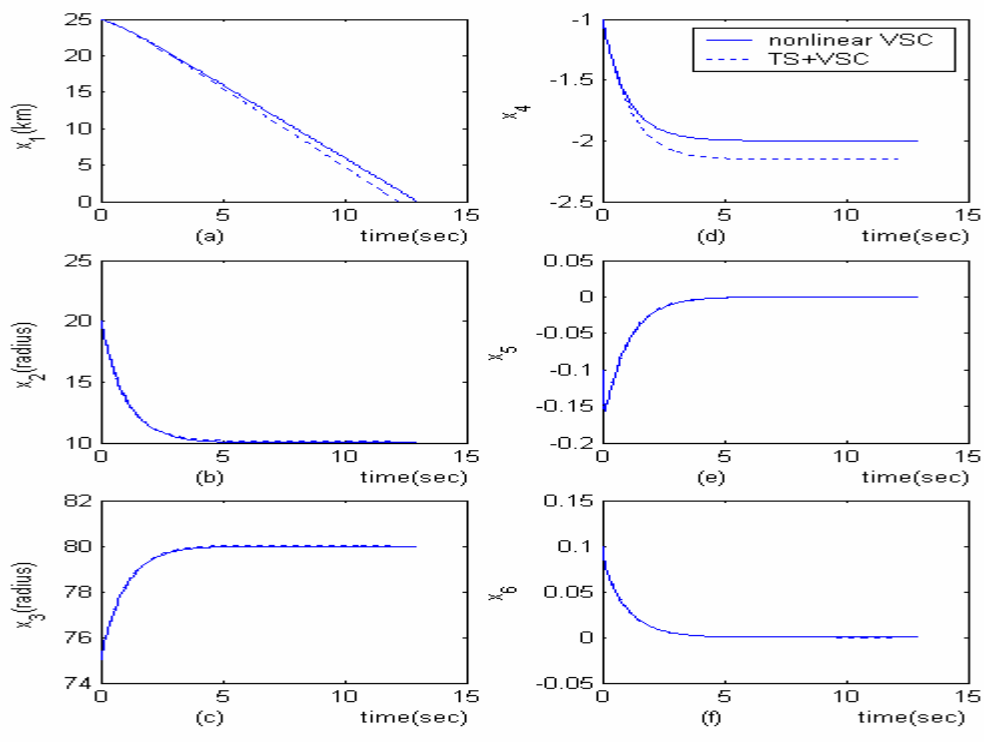 25
20
15
10
5
0
x1(km)
0 5 10 15
(a) time(sec)
-1
-1.5
-2
-2.5
x4
nonlinear VSC
TS+VSC
0 5 10 15
(d) time(sec)
25
20
15
10
x2(radius)
0 5 10 15
(b) time(sec)
0.05
0
-0.05
-0.1
-0.15
-0.2
x5
0 5 10 15
(e) time(sec)
82
80
78
76
74
x3(radius)
0 5 10 15
(c) time(sec)
0.15
0.1
0.05
0
-0.05
x6
0 5 10 15
(f) time(sec)